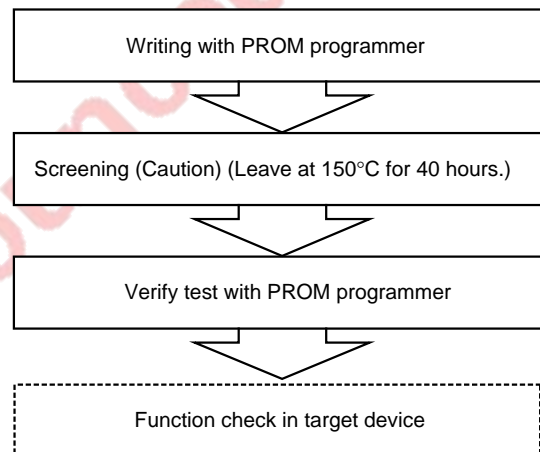 Writing with PROM programmer
Screening (Caution) (Leave at 150°C for 40 hours.)
Verify test with PROM programmer
Function check in target device